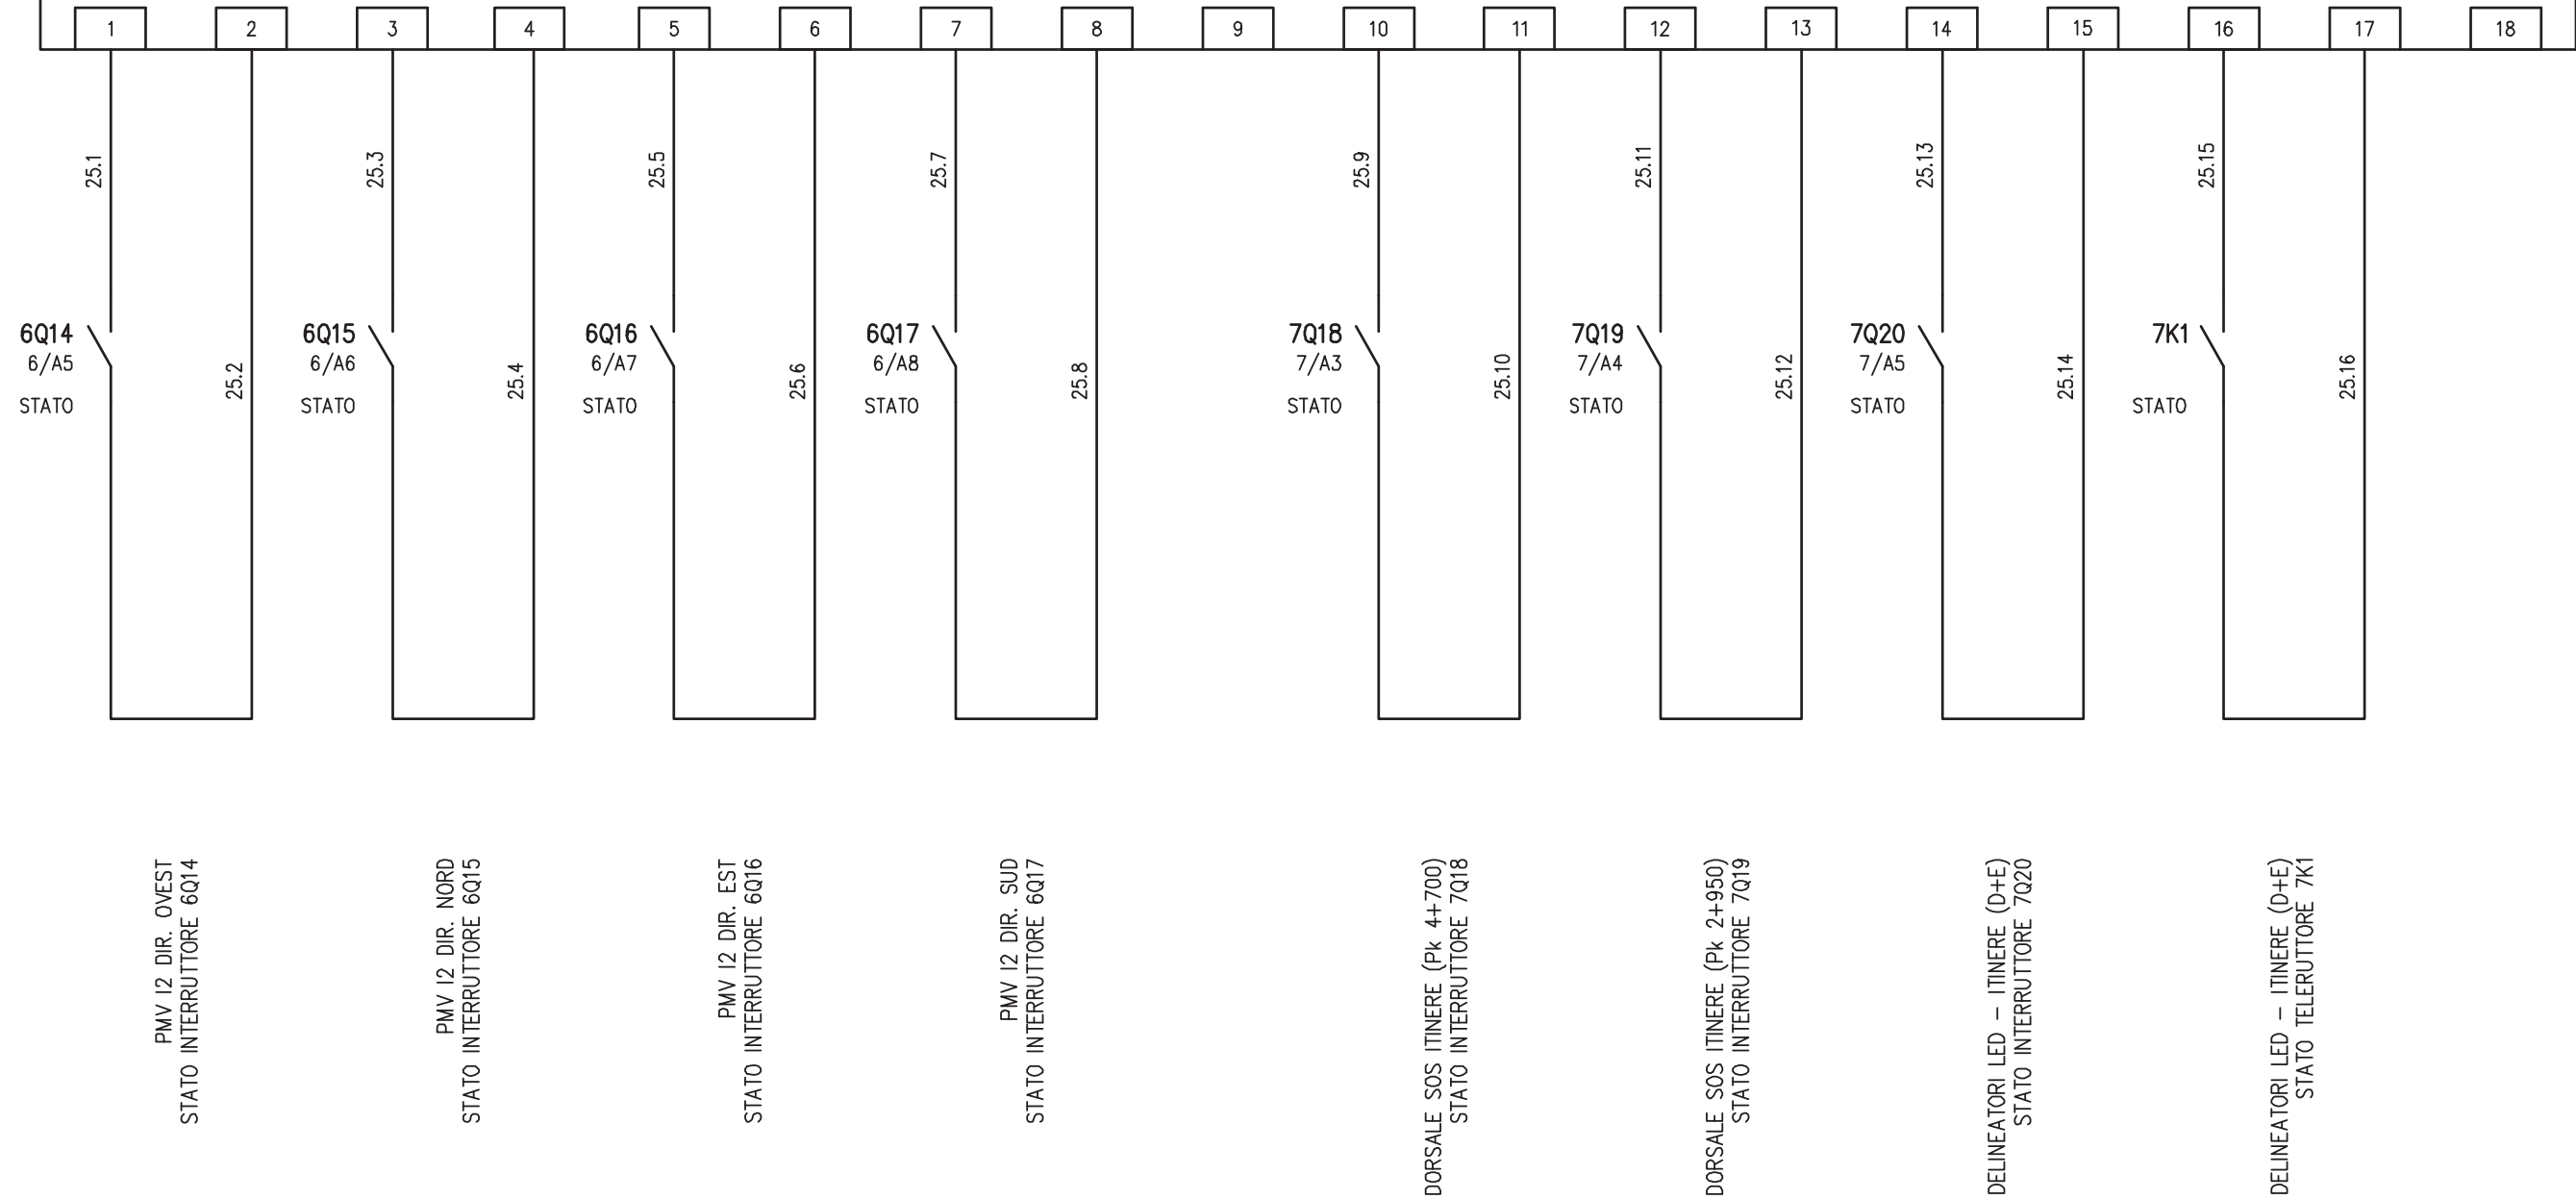 1 2 3 4 5 6 7 8 9 10 11 12 13 14 15 16 17 18
25.1 25.3 25.5 25.7 25.9 25.11 25.13 25.15
6Q14 6Q15 6Q16 6Q17 7Q18 7Q19 7Q20 7K1
6/A5 6/A6 6/A7 6/A8 7/A3 7/A4 7/A5
25.2 25.4 25.6 25.8 25.10 25.12 25.14 25.16
STATO STATO STATO STATO STATO STATO STATO STATO
PMV I2 DIR. OVEST
STATO INTERRUTTORE 6Q14
PMV I2 DIR. NORD
STATO INTERRUTTORE 6Q15
PMV I2 DIR. EST
STATO INTERRUTTORE 6Q16
PMV I2 DIR. SUD
STATO INTERRUTTORE 6Q17
DORSALE SOS ITINERE (Pk 4+700)
STATO INTERRUTTORE 7Q18
DORSALE SOS ITINERE (Pk 2+950)
STATO INTERRUTTORE 7Q19
DELINEATORI LED - ITINERE (D+E)
STATO INTERRUTTORE 7Q20
DELINEATORI LED - ITINERE (D+E)
STATO TELERUTTORE 7K1